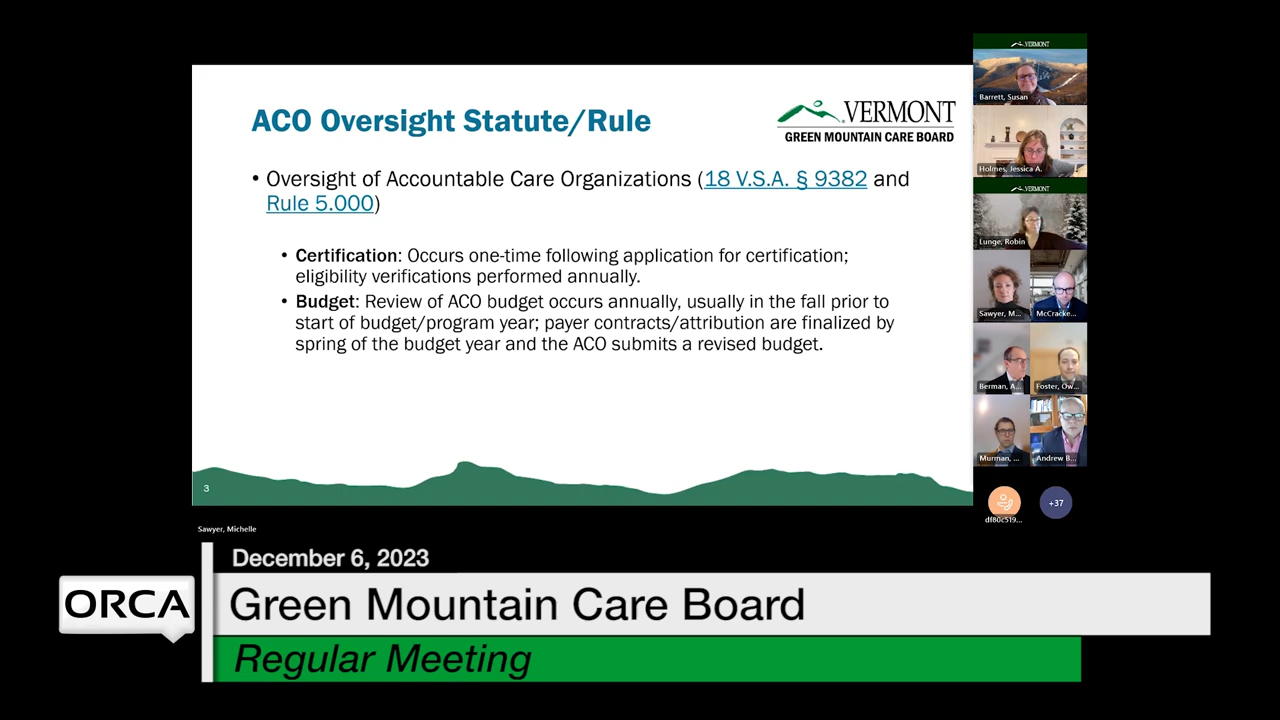 ACO Oversight Statute/Rule
VERMONT
GREEN MOUNTAIN CARE BOARD
• Oversight of Accountable Care Organizations (18 V.S.A. § 9382 and
Rule 5.000)
• Certification: Occurs one-time following application for certification;
eligibility verifications performed annually.
• Budget: Review of ACO budget occurs annually, usually in the fall prior to
start of budget/program year; payer contracts/attribution are finalized by
spring of the budget year and the ACO submits a revised budget.
3
VERMONT
Barrett, Susan
Holmes, Jessica A.
VERMONT
Lunge, Robin
Sawyer, M...
McCracke...
Berman, A...
Foster, Ow...
Murman, ...
Andrew B...
df80c519...
+37
Sawyer, Michelle
December 6, 2023
ORCA
Green Mountain Care Board
Regular Meeting